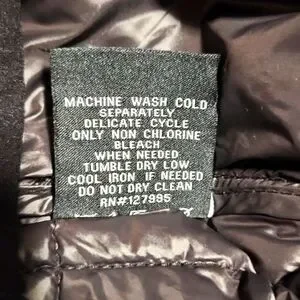 MACHINE WASH COLD
SEPARATELY
DELICATE CYCLE
ONLY NON CHLORINE
BLEACH
WHEN NEEDED
TUMBLE DRY LOW
COOL IRON IF NEEDED
DO NOT DRY CLEAN
RN#127995